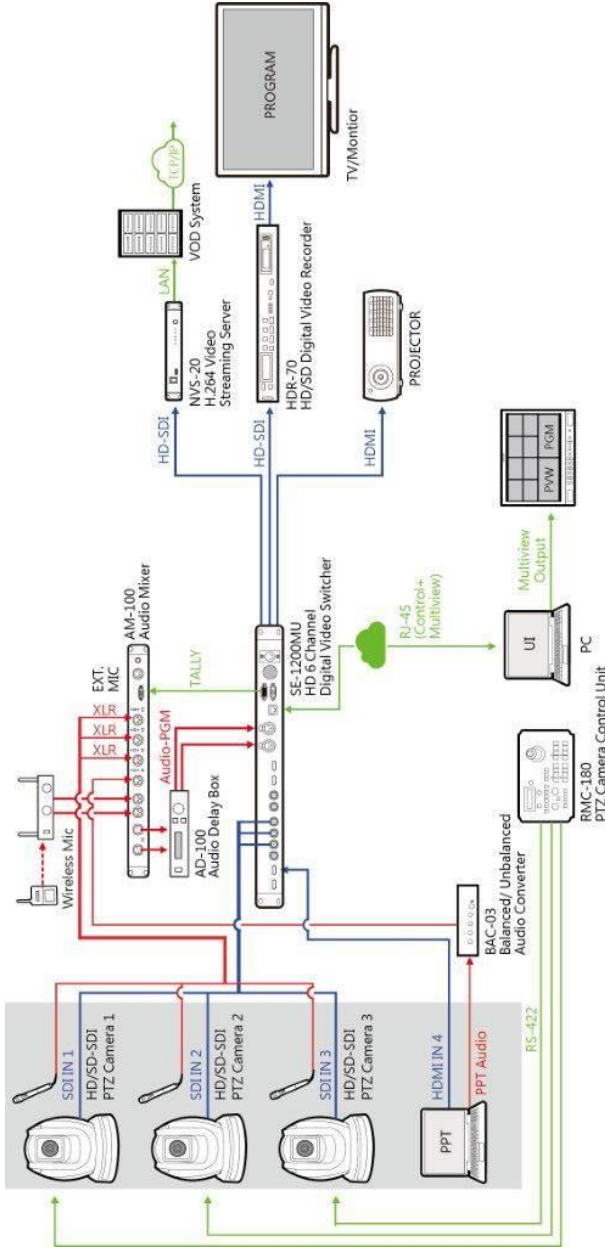 SDI IN 1
HD/SD-SDI
PTZ Camera 1
SDI IN 2
HD/SD-SDI
PTZ Camera 2
SDI IN 3
HD/SD-SDI
PTZ Camera 3
PPT
HDMI IN 4
PPT Audio
RS-422
Wireless Mic
XLR
XLR
XLR
EXT.
MIC
AM-100
Audio Mixer
Audio-PGM
AD-100
Audio Delay Box
TALLY
SE-1200MU
HD 6 Channel
Digital Video Switcher
BAC-03
Balanced/ Unbalanced
Audio Converter
RMC-180
PTZ Camera Control Unit
RJ-45
(Control+
Multiview)
UI
PC
Multiview
Output
PVW
PGM
HD-SDI
NVS-20
H.264 Video
Streaming Server
LAN
VOD System
TCP/IP
HD-SDI
HDR-70
HD/SD Digital Video Recorder
HDMI
PROGRAM
TV/Montior
HDMI
PROJECTOR